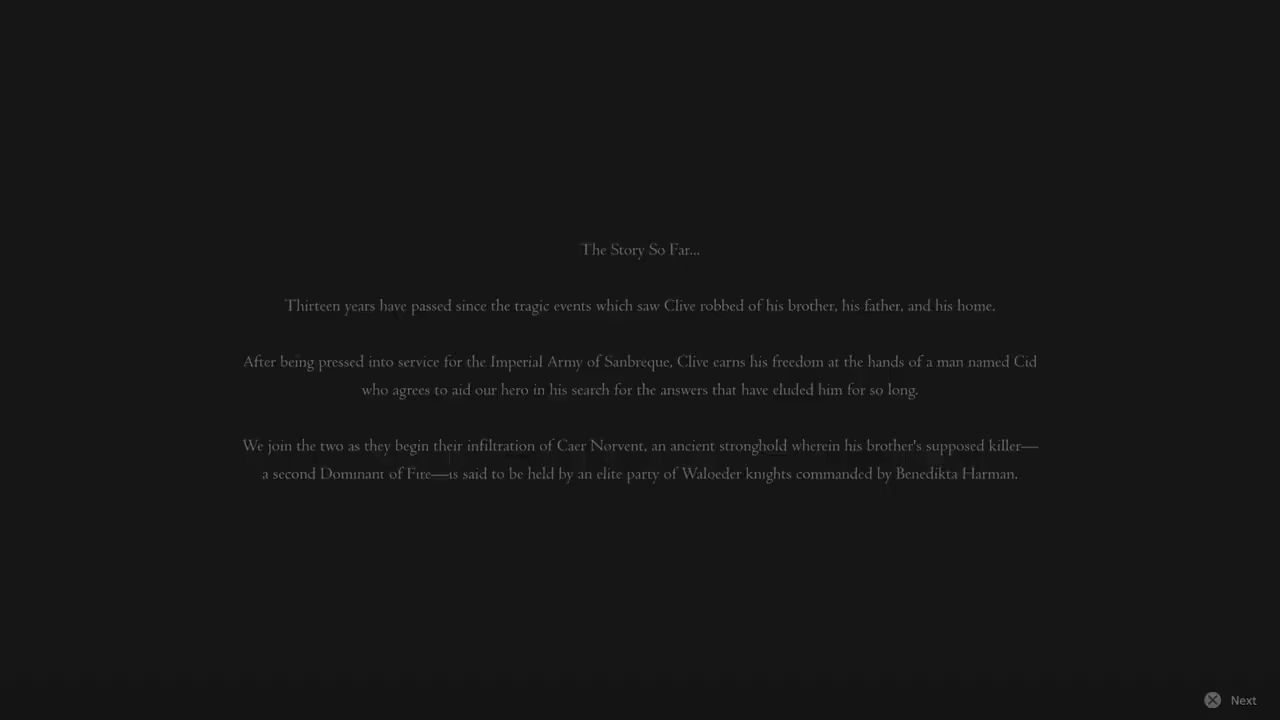 The Story So Far...
Thirteen years have passed since the tragic events which saw Clive robbed of his brother, his father, and his home.
After being pressed into service for the Imperial Army of Sanbreque, Clive earns his freedom at the hands of a man named Cid
who agrees to aid our hero in his search for the answers that have eluded him for so long.
We join the two as they begin their infiltration of Caer Norvent, an ancient stronghold wherein his brother's supposed killer—
a second Dominant of Fire—is said to be held by an elite party of Waloeder knights commanded by Benedikta Harman.
Next